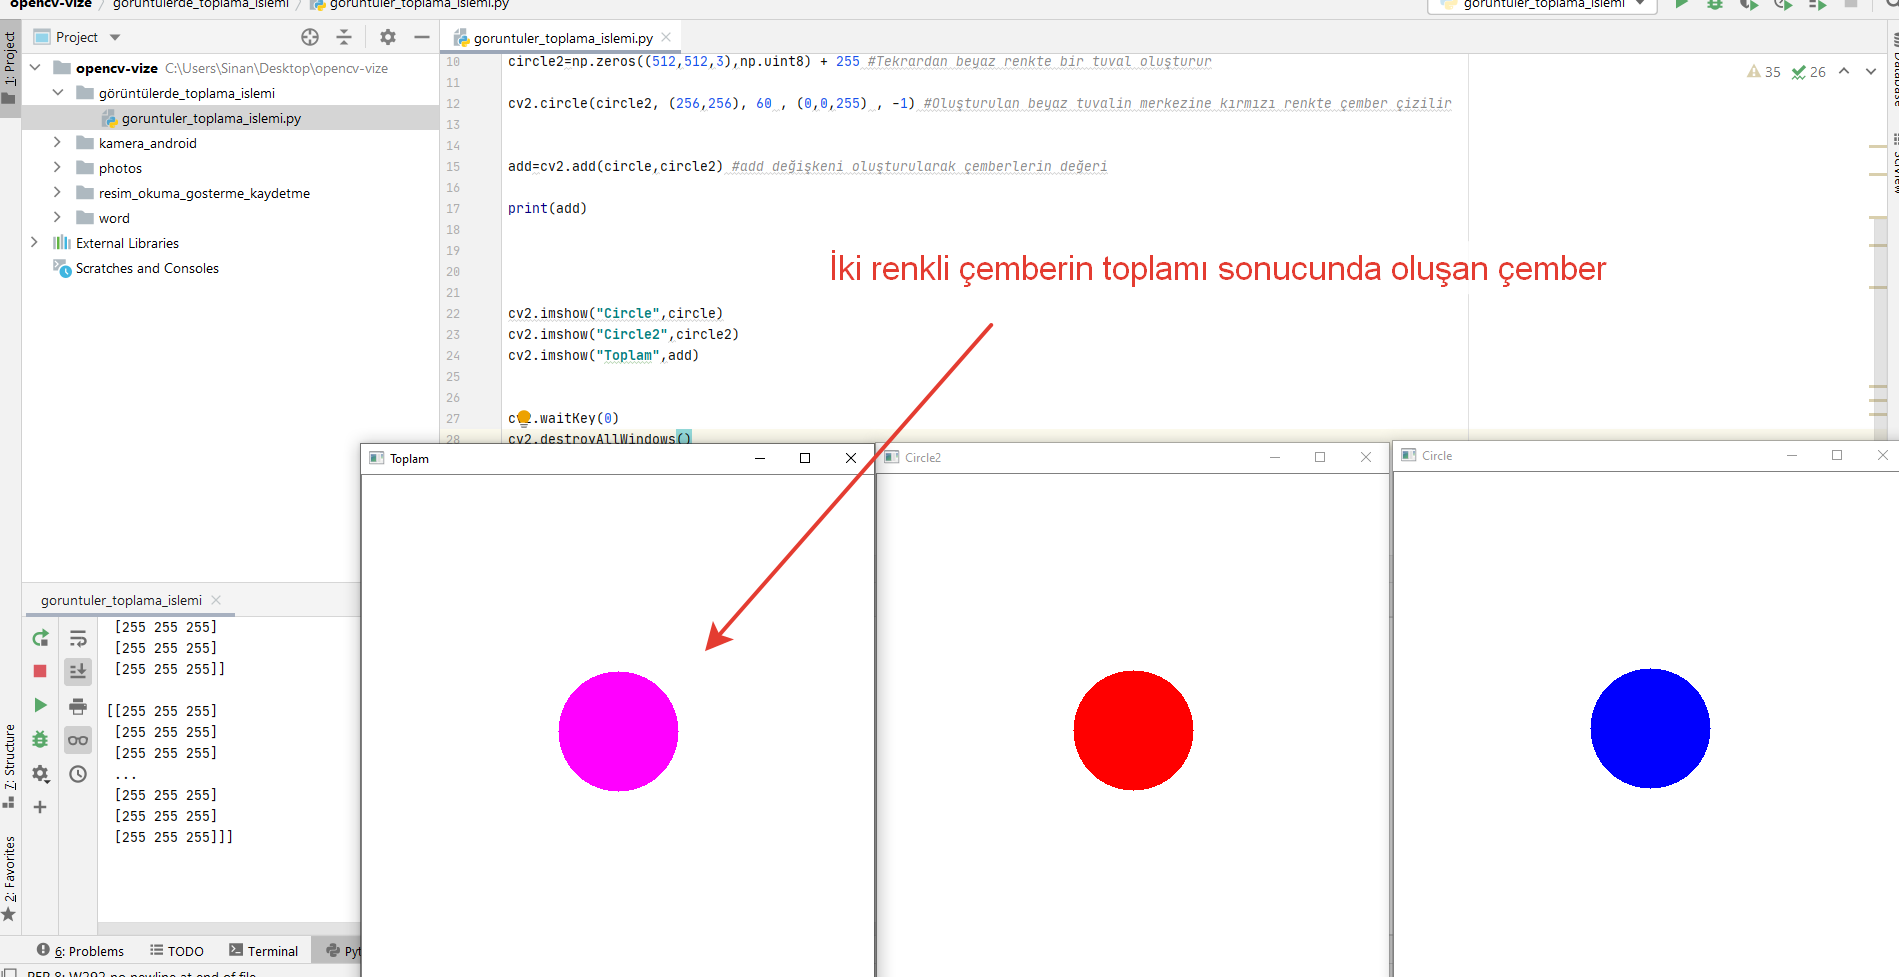 opencv-vize / goruntulerde_toplama_islemi / goruntuler_toplama_islemi.py
goruntuler_toplama_islemi
1: Project
Project
goruntuler_toplama_islemi.py
opencv-vize C:\Users\Sinan\Desktop\opencv-vize
görüntülerde_toplama_islemi
goruntuler_toplama_islemi.py
kamera_android
photos
resim_okuma_gosterme_kaydetme
word
External Libraries
Scratches and Consoles
35 26
Database
10 circle2=np.zeros((512,512,3),np.uint8) + 255 #Tekrardan beyaz renkte bir tuval oluşturur
11
12 cv2.circle(circle2, (256,256), 60 , (0,0,255) , -1) #Oluşturulan beyaz tuvalin merkezine kırmızı renkte çember çizilir
13
14
15 add=cv2.add(circle,circle2) #add değişkeni oluşturularak çemberlerin değeri
16
17 print(add)
18
19
20
21
22 cv2.imshow("Circle",circle)
23 cv2.imshow("Circle2",circle2)
24 cv2.imshow("Toplam",add)
25
26
27 cv2.waitKey(0)
28 cv2.destroyAllWindows()
İki renkli çemberin toplamı sonucunda oluşan çember
Toplam
Circle2
Circle
goruntuler_toplama_islemi
[255 255 255]
[255 255 255]
[255 255 255]]
[[255 255 255]
[255 255 255]
[255 255 255]
...
[255 255 255]
[255 255 255]
[255 255 255]]]
7: Structure
2: Favorites
6: Problems TODO Terminal Pyt
PEP 8: W292 no newline at end of file